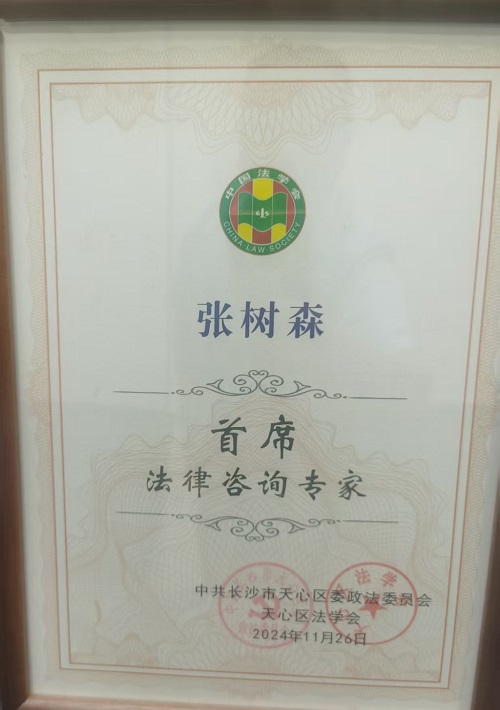 中国法学会
CHINA LAW SOCIETY
张树森
首席
法律咨询专家
中共长沙市天心区委政法委员会
天心区法学会
2024年11月26日